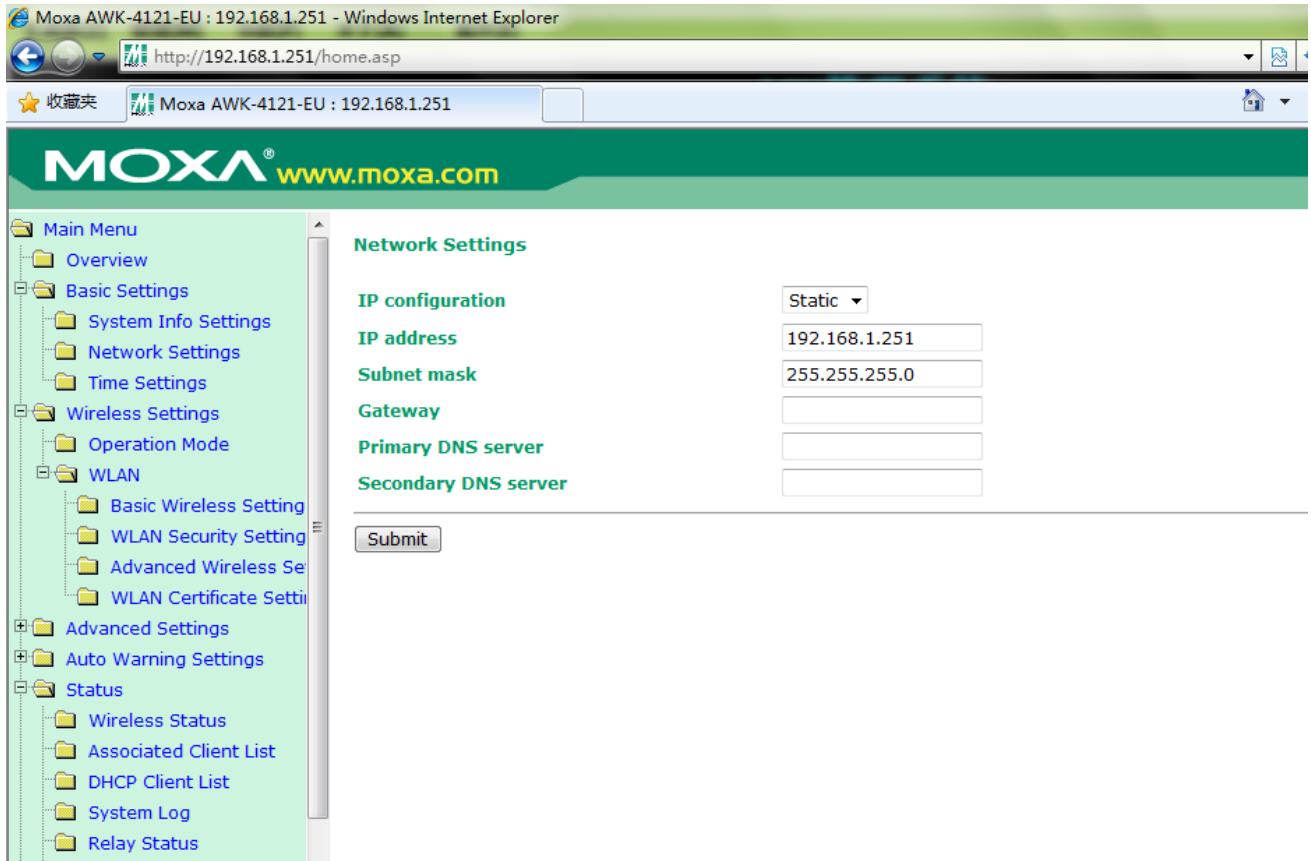 Moxa AWK-4121-EU : 192.168.1.251 - Windows Internet Explorer
http://192.168.1.251/home.asp
收藏夹
Moxa AWK-4121-EU : 192.168.1.251
MOXA® www.moxa.com
Main Menu
Overview
Basic Settings
System Info Settings
Network Settings
Time Settings
Wireless Settings
Operation Mode
WLAN
Basic Wireless Setting
WLAN Security Setting
Advanced Wireless Se
WLAN Certificate Setti
Advanced Settings
Auto Warning Settings
Status
Wireless Status
Associated Client List
DHCP Client List
System Log
Relay Status
Network Settings
IP configuration Static
IP address 192.168.1.251
Subnet mask 255.255.255.0
Gateway
Primary DNS server
Secondary DNS server
Submit